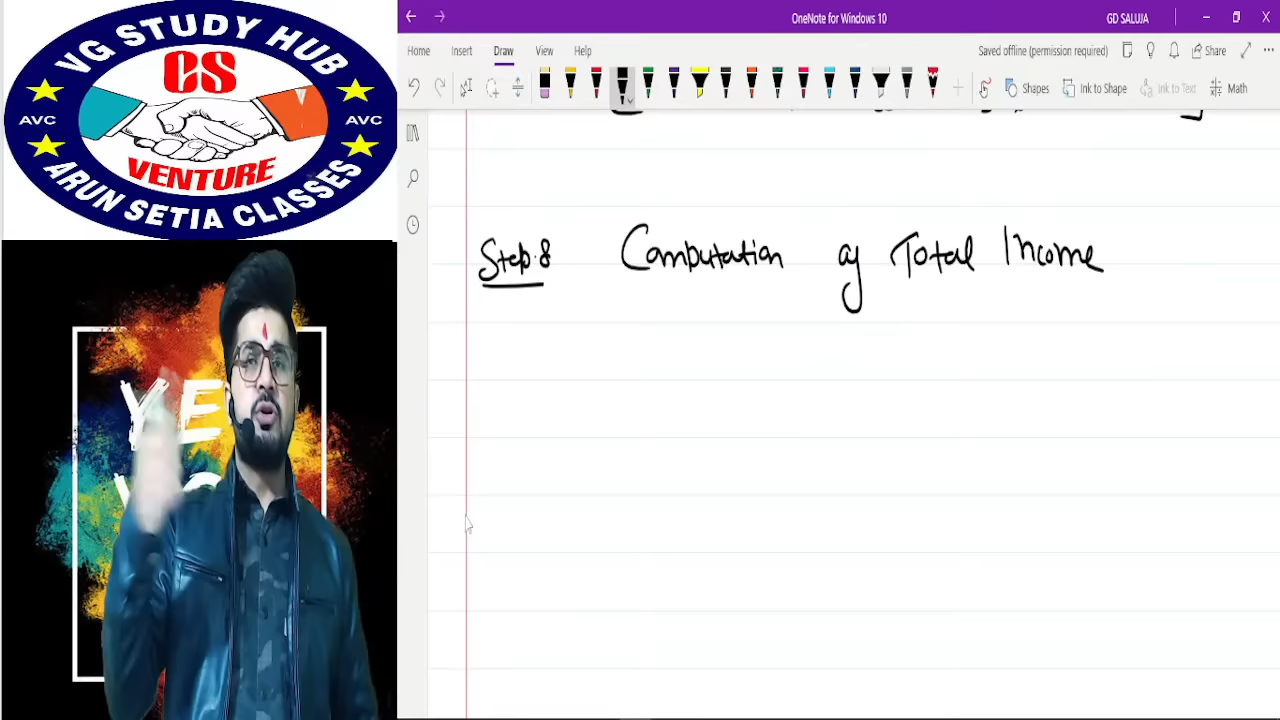 VG STUDY HUB
CS
AVC
AVC
VENTURE
ARUN SETIA CLASSES
YE
OneNote for Windows 10
GD SALUJA
Home Insert Draw View Help
Saved offline (permission required)
Share
Shapes
Ink to Shape
Ink to Text
Math
Step.8 Computation of Total Income